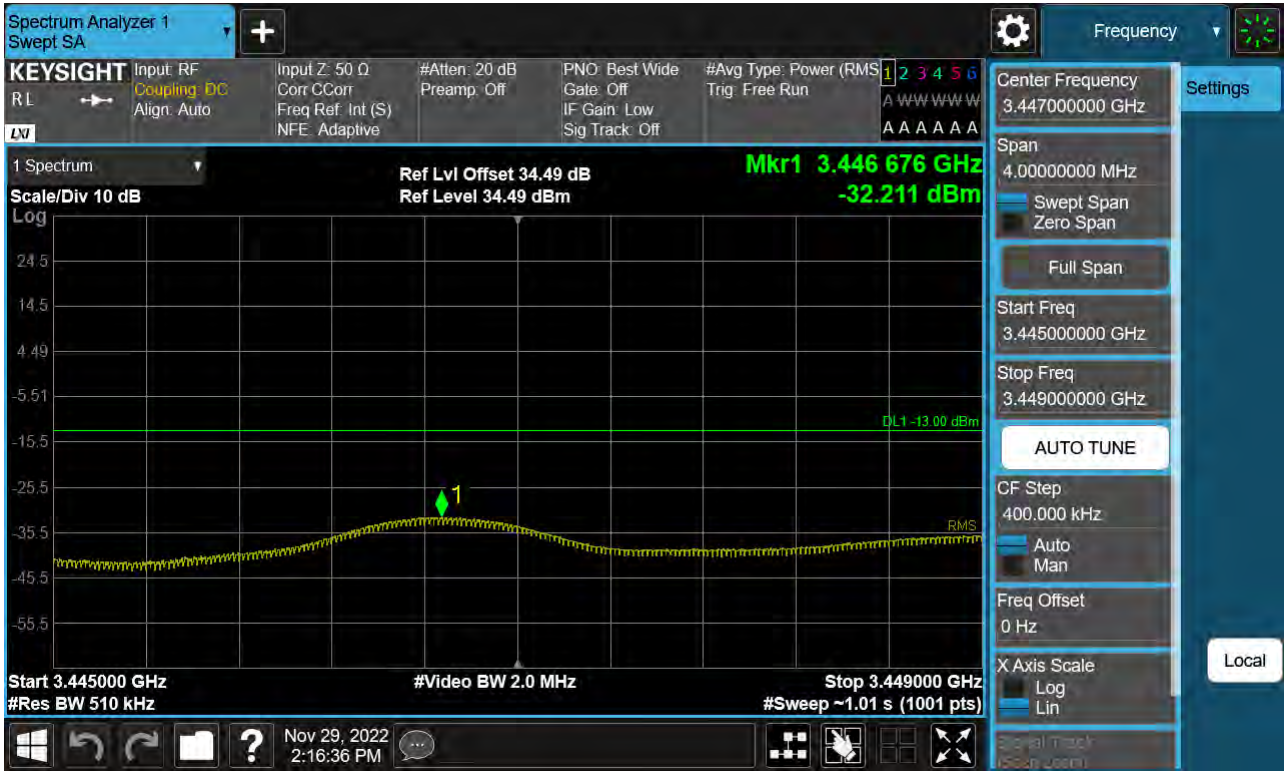 Spectrum Analyzer 1
Swept SA
Frequency
KEYSIGHT
RL
LXI
Input: RF
Coupling: DC
Align: Auto
Input Z: 50 Ω
Corr CCorr
Freq Ref: Int (S)
NFE: Adaptive
#Atten: 20 dB
Preamp: Off
PNO: Best Wide
Gate: Off
IF Gain: Low
Sig Track: Off
#Avg Type: Power (RMS
Trig: Free Run
1 2 3 4 5 6
A W W W W W
A A A A A A
1 Spectrum
Scale/Div 10 dB
Log
Ref Lvl Offset 34.49 dB
Ref Level 34.49 dBm
Mkr1 3.446 676 GHz
-32.211 dBm
24.5
14.5
4.49
-5.51
-15.5
-25.5
-35.5
-45.5
-55.5
DL1 -13.00 dBm
1
RMS
Start 3.445000 GHz
#Res BW 510 kHz
#Video BW 2.0 MHz
Stop 3.449000 GHz
#Sweep ~1.01 s (1001 pts)
Center Frequency
3.447000000 GHz
Span
4.00000000 MHz
Swept Span
Zero Span
Full Span
Start Freq
3.445000000 GHz
Stop Freq
3.449000000 GHz
AUTO TUNE
CF Step
400.000 kHz
Auto
Man
Freq Offset
0 Hz
X Axis Scale
Log
Lin
Signal Track
(Span Zoom)
Settings
Local
?
Nov 29, 2022
2:16:36 PM